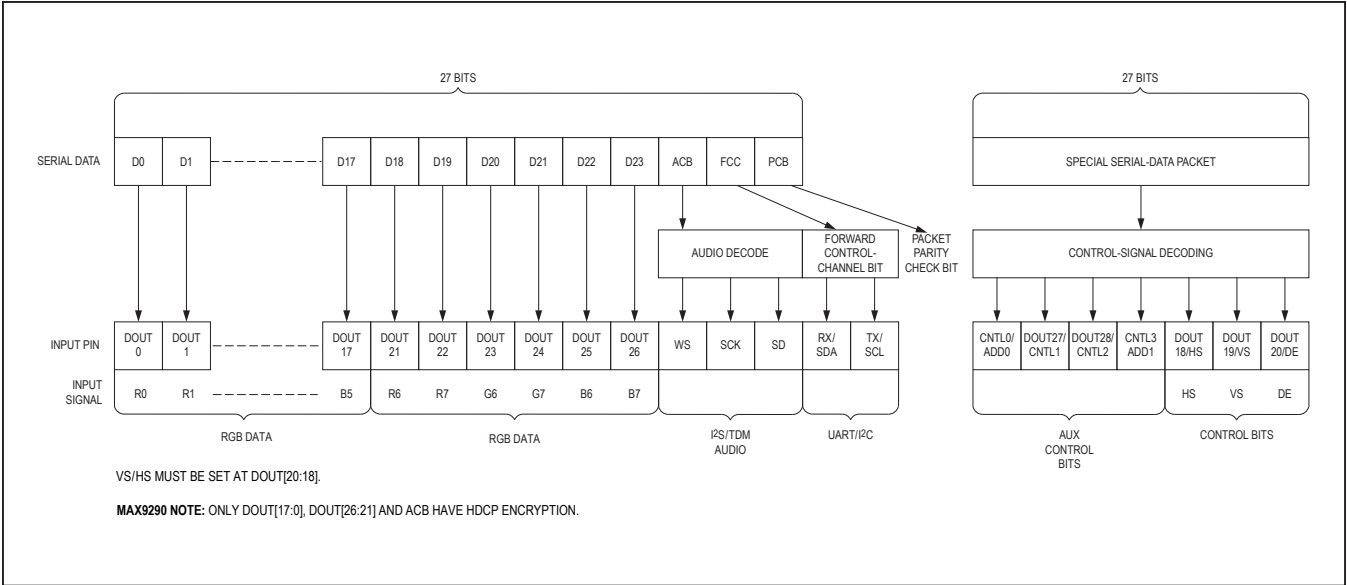 27 BITS
27 BITS
SERIAL DATA
D0
D1
D17
D18
D19
D20
D21
D22
D23
ACB
FCC
PCB
SPECIAL SERIAL-DATA PACKET
AUDIO DECODE
FORWARD
CONTROL-
CHANNEL BIT
PACKET
PARITY
CHECK BIT
CONTROL-SIGNAL DECODING
INPUT PIN
DOUT
0
DOUT
1
DOUT
17
DOUT
21
DOUT
22
DOUT
23
DOUT
24
DOUT
25
DOUT
26
WS
SCK
SD
RX/
SDA
TX/
SCL
CNTL0/
ADD0
DOUT27/
CNTL1
DOUT28/
CNTL2
CNTL3
ADD1
DOUT
18/HS
DOUT
19/VS
DOUT
20/DE
INPUT
SIGNAL
R0
R1
B5
R6
R7
G6
G7
B6
B7
HS
VS
DE
RGB DATA
RGB DATA
I2S/TDM
AUDIO
UART/I2C
AUX
CONTROL
BITS
CONTROL BITS
VS/HS MUST BE SET AT DOUT[20:18].
MAX9290 NOTE: ONLY DOUT[17:0], DOUT[26:21] AND ACB HAVE HDCP ENCRYPTION.